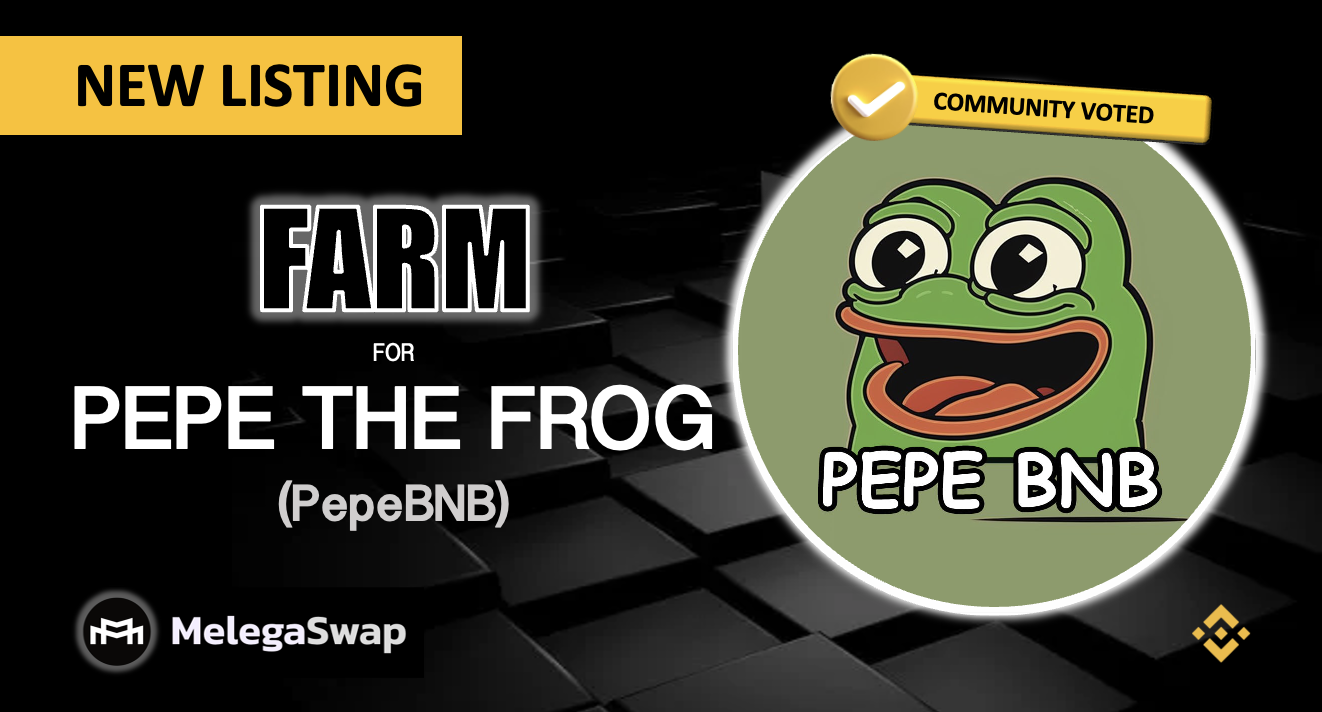 NEW LISTING
COMMUNITY VOTED
FARM
FOR
PEPE THE FROG
(PepeBNB)
PEPE BNB
MelegaSwap